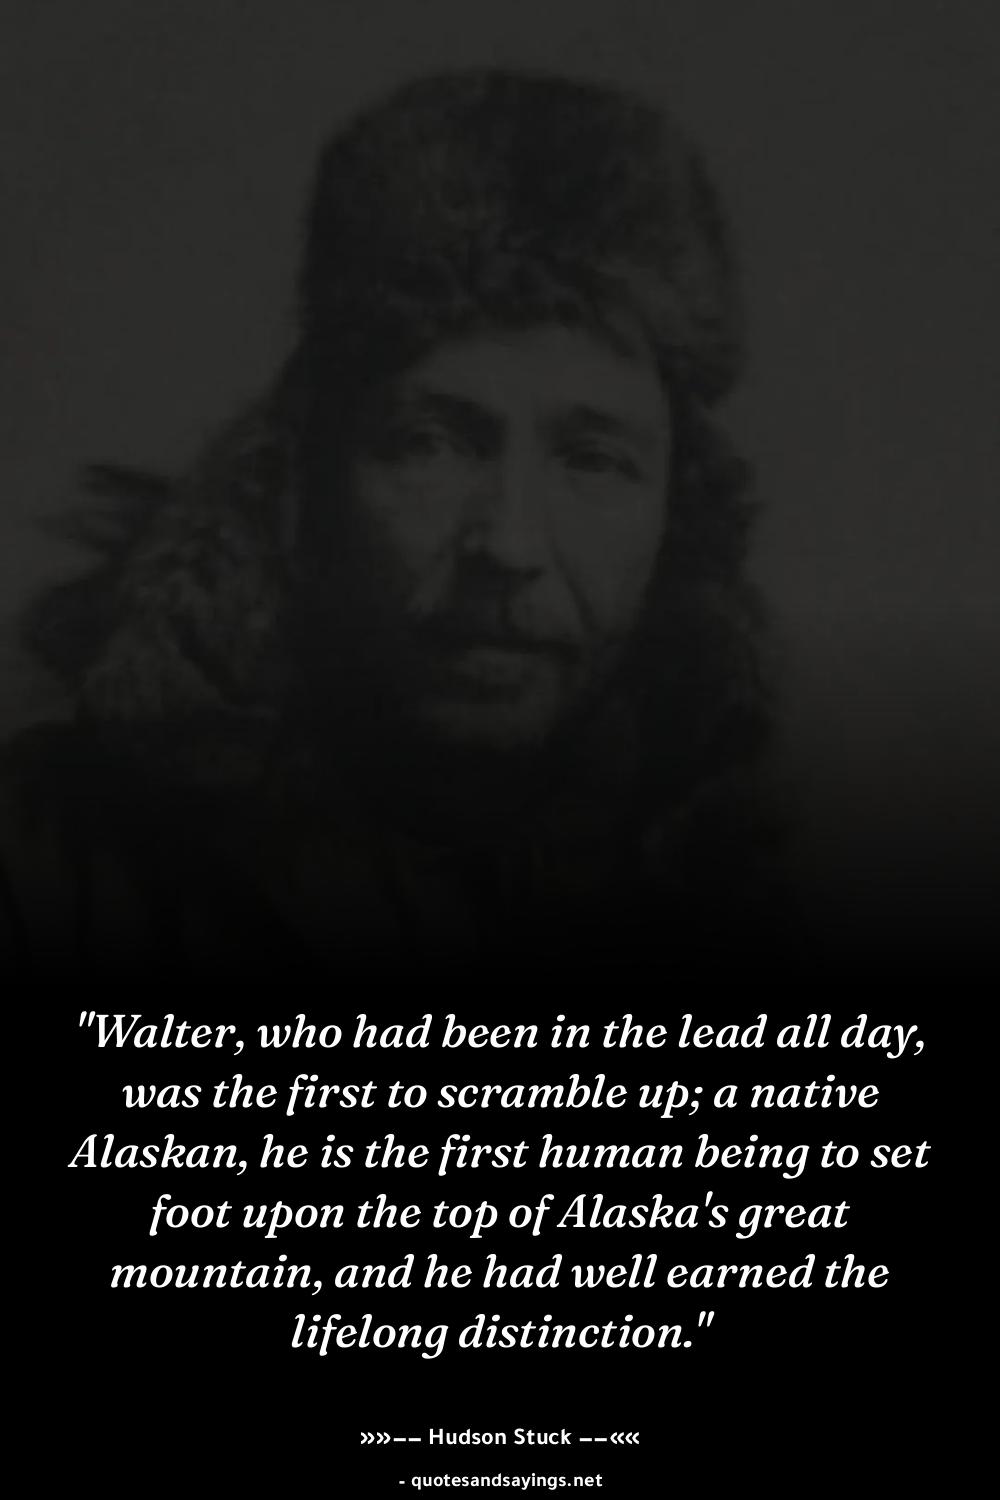 "Walter, who had been in the lead all day,
was the first to scramble up; a native
Alaskan, he is the first human being to set
foot upon the top of Alaska's great
mountain, and he had well earned the
lifelong distinction."
»»–– Hudson Stuck ––««
- quotesandsayings.net